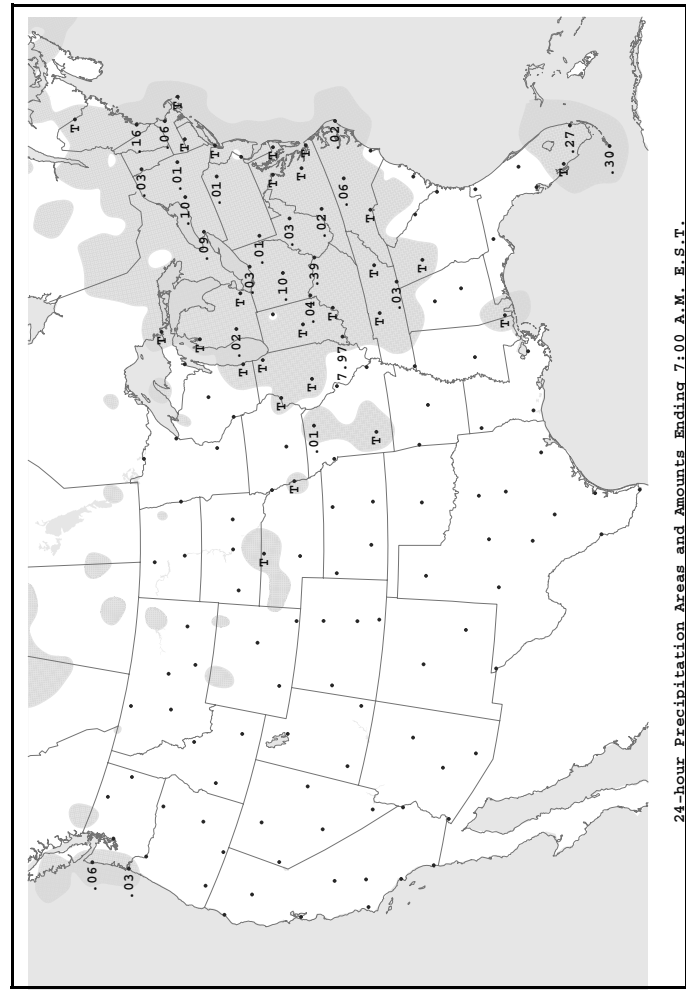 T
.06
.03
.16
.03
T
.06
T
.01
T
.10
T
.09
T
.01
.02
T
T
.03
.01
T
T
T
T
T
.10
.03
T
T
T
T
.04
T
.01
.39
.02
T
.02
7.97
.06
T
T
T
T
.03
T
T
T
.27
.30
24-hour Precipitation Areas and Amounts Ending 7:00 A.M. E.S.T.